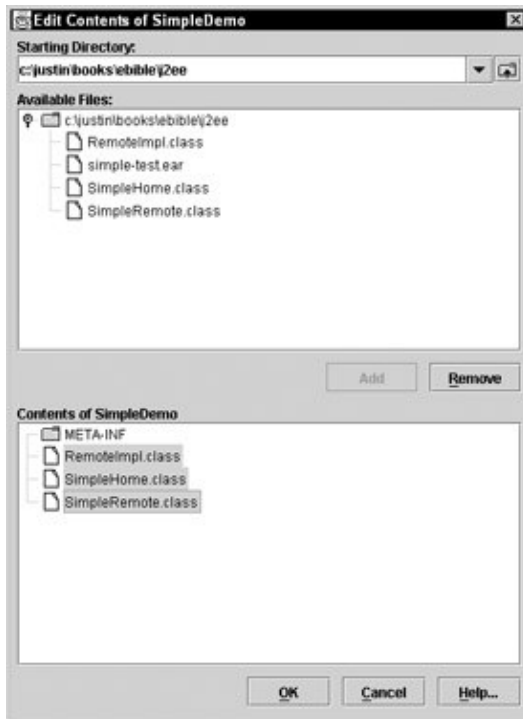 Edit Contents of SimpleDemo
Starting Directory:
c:\justin\books\ebible\j2ee
Available Files:
c:\justin\books\ebible\j2ee
RemoteImpl.class
simple-test.ear
SimpleHome.class
SimpleRemote.class
Add Remove
Contents of SimpleDemo
META-INF
RemoteImpl.class
SimpleHome.class
SimpleRemote.class
OK Cancel Help...